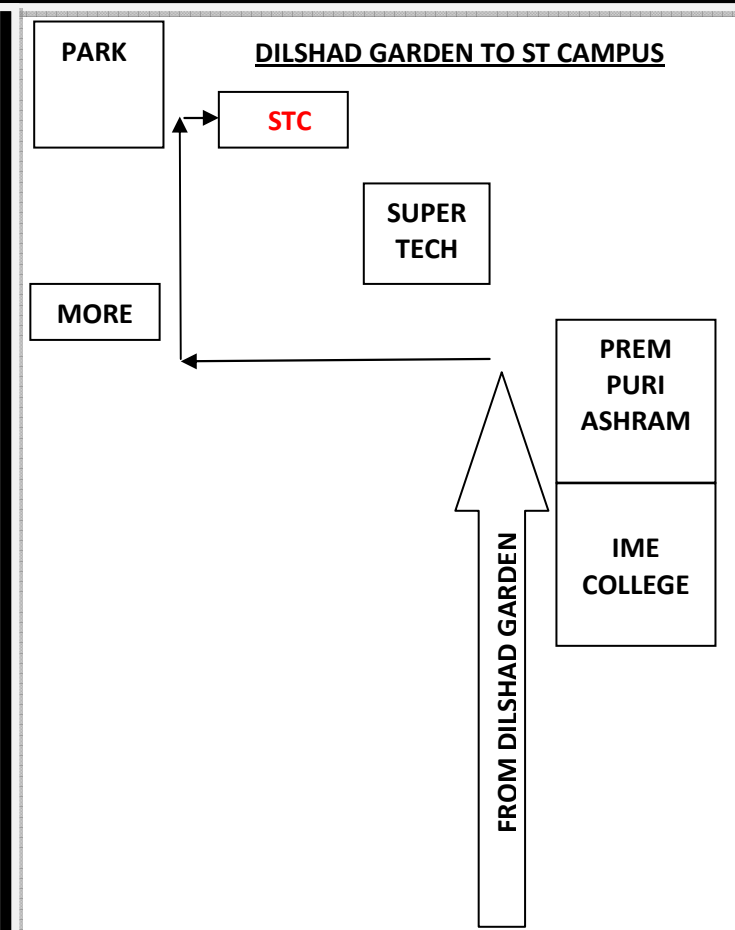 PARK
DILSHAD GARDEN TO ST CAMPUS
STC
SUPER
TECH
MORE
PREM
PURI
ASHRAM
IME
COLLEGE
FROM DILSHAD GARDEN